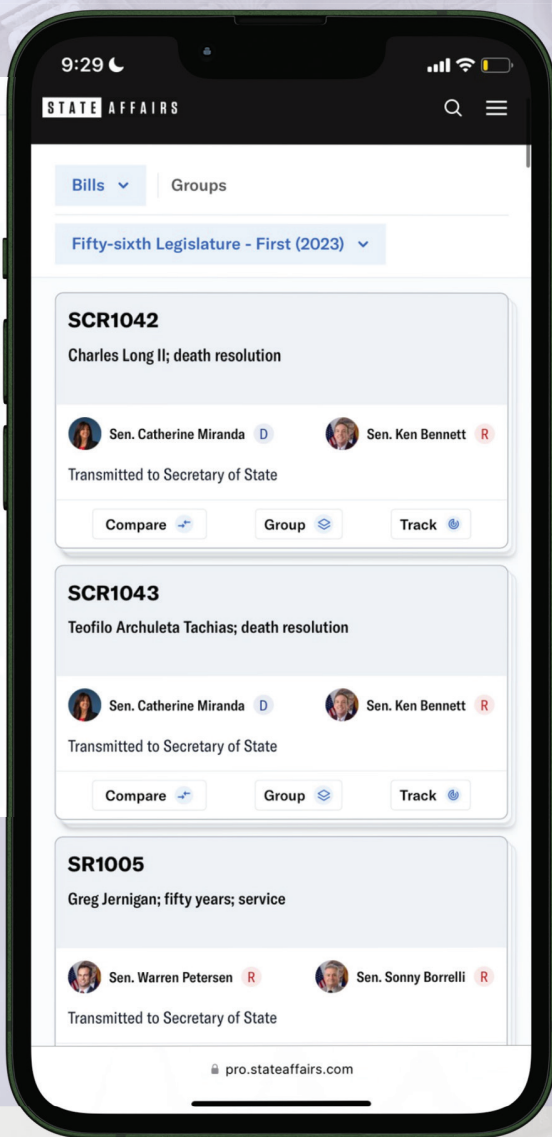 9:29
STATE AFFAIRS
Bills Groups
Fifty-sixth Legislature - First (2023)
SCR1042
Charles Long II; death resolution
Sen. Catherine Miranda D Sen. Ken Bennett R
Transmitted to Secretary of State
Compare Group Track
SCR1043
Teofilo Archuleta Tachias; death resolution
Sen. Catherine Miranda D Sen. Ken Bennett R
Transmitted to Secretary of State
Compare Group Track
SR1005
Greg Jernigan; fifty years; service
Sen. Warren Petersen R Sen. Sonny Borrelli R
Transmitted to Secretary of State
pro.stateaffairs.com